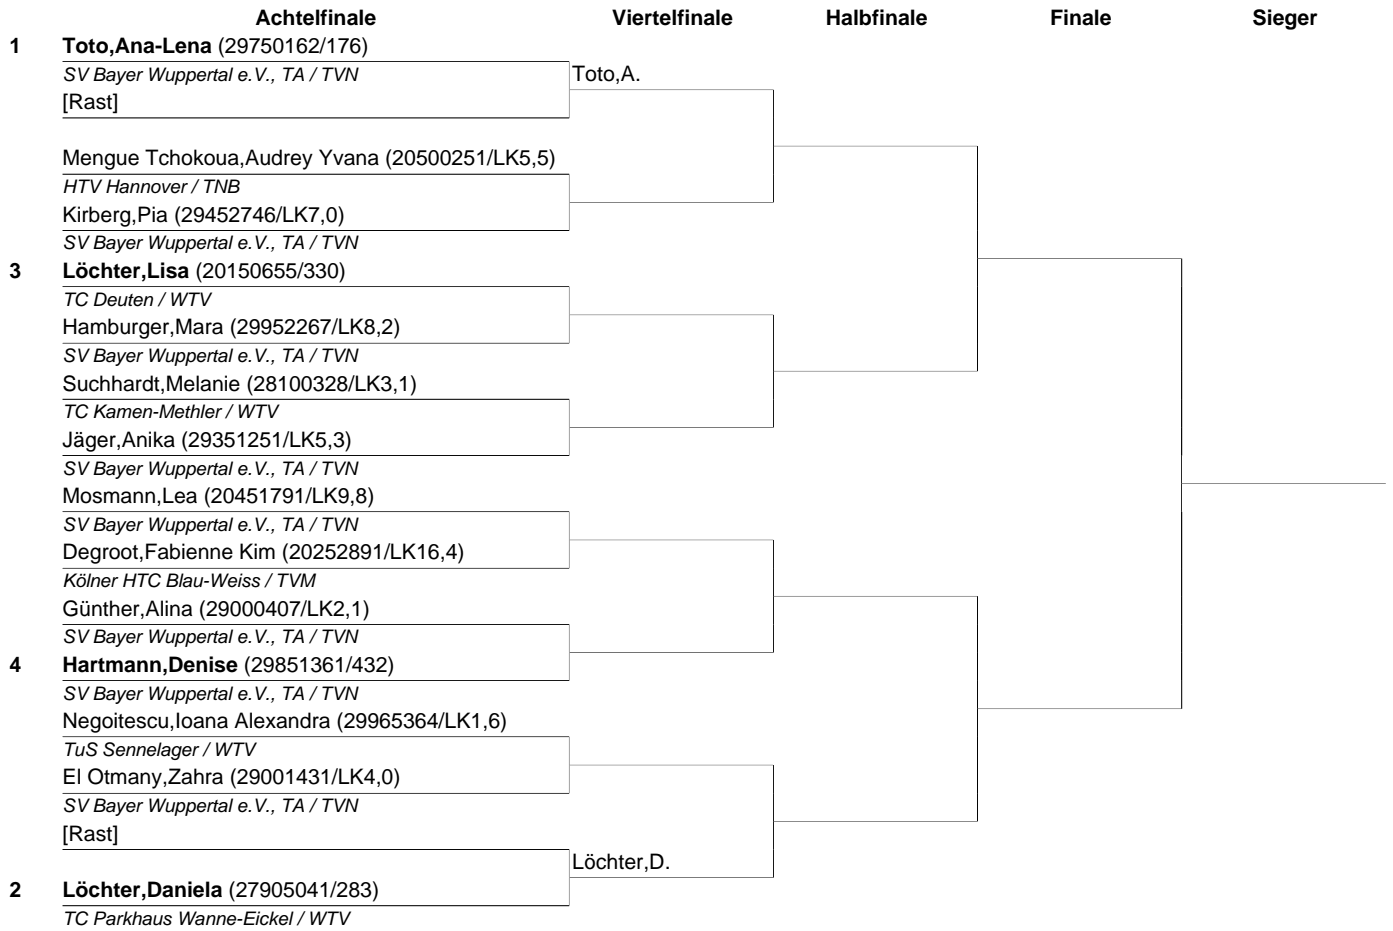 Achtelfinale Viertelfinale Halbfinale Finale Sieger
1 Toto,Ana-Lena (29750162/176)
SV Bayer Wuppertal e.V., TA / TVN Toto,A.
[Rast]
Mengue Tchokoua,Audrey Yvana (20500251/LK5,5)
HTV Hannover / TNB
Kirberg,Pia (29452746/LK7,0)
SV Bayer Wuppertal e.V., TA / TVN
3 Löchter,Lisa (20150655/330)
TC Deuten / WTV
Hamburger,Mara (29952267/LK8,2)
SV Bayer Wuppertal e.V., TA / TVN
Suchhardt,Melanie (28100328/LK3,1)
TC Kamen-Methler / WTV
Jäger,Anika (29351251/LK5,3)
SV Bayer Wuppertal e.V., TA / TVN
Mosmann,Lea (20451791/LK9,8)
SV Bayer Wuppertal e.V., TA / TVN
Degroot,Fabienne Kim (20252891/LK16,4)
Kölner HTC Blau-Weiss / TVM
Günther,Alina (29000407/LK2,1)
SV Bayer Wuppertal e.V., TA / TVN
4 Hartmann,Denise (29851361/432)
SV Bayer Wuppertal e.V., TA / TVN
Negoitescu,Ioana Alexandra (29965364/LK1,6)
TuS Sennelager / WTV
El Otmany,Zahra (29001431/LK4,0)
SV Bayer Wuppertal e.V., TA / TVN
[Rast]
Löchter,D.
2 Löchter,Daniela (27905041/283)
TC Parkhaus Wanne-Eickel / WTV